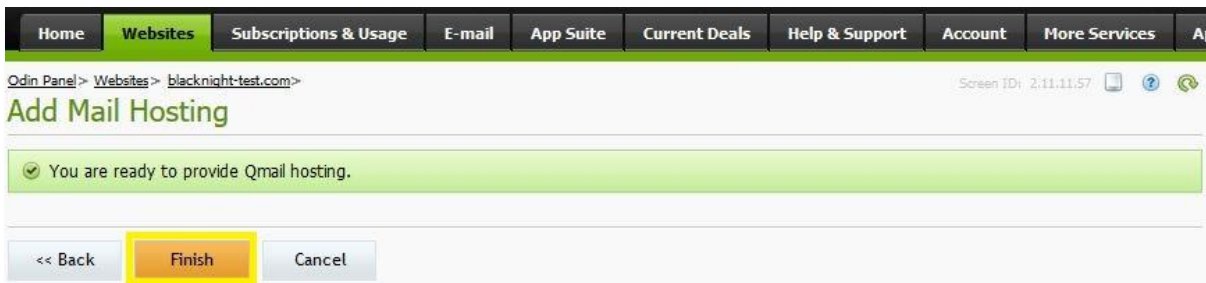 Home Websites Subscriptions & Usage E-mail App Suite Current Deals Help & Support Account More Services
Odin Panel> Websites> blacknight-test.com> Screen ID: 2.11.11.57
Add Mail Hosting
You are ready to provide Qmail hosting.
<< Back Finish Cancel